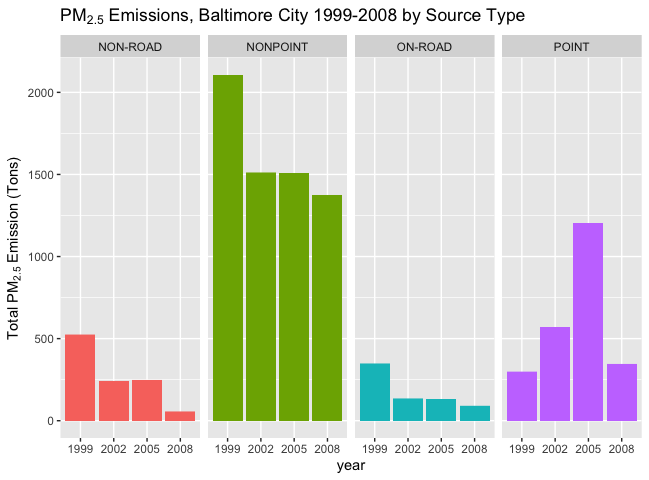 PM2.5 Emissions, Baltimore City 1999-2008 by Source Type
NON-ROAD NONPOINT ON-ROAD POINT
Total PM2.5 Emission (Tons)
2000
1500
1000
500
0
1999 2002 2005 2008 1999 2002 2005 2008 1999 2002 2005 2008 1999 2002 2005 2008
year